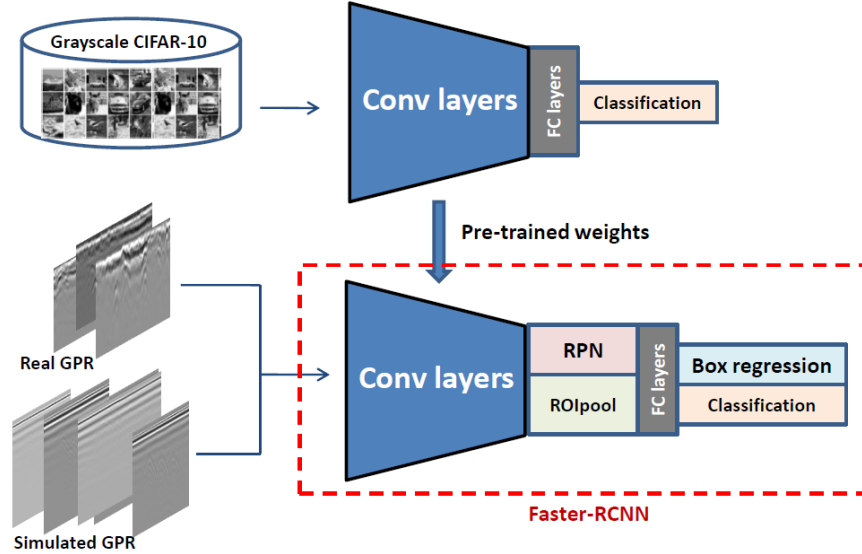 Grayscale CIFAR-10
Conv layers
FC layers
Classification
Pre-trained weights
Real GPR
Simulated GPR
Conv layers
RPN
ROIpool
FC layers
Box regression
Classification
Faster-RCNN